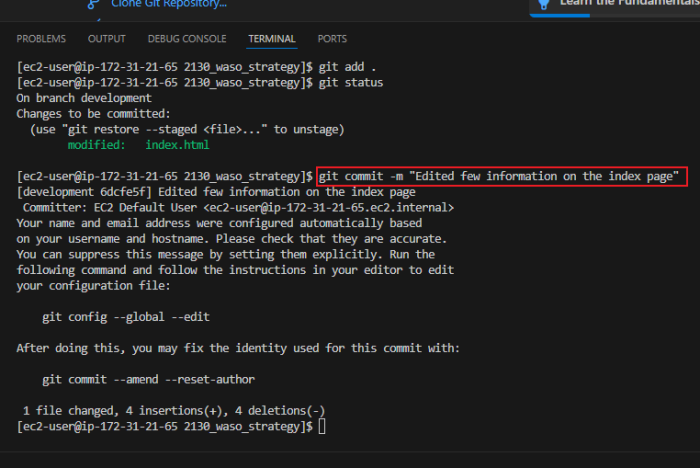 Clone Git Repository...
Learn the Fundamentals
PROBLEMS OUTPUT DEBUG CONSOLE TERMINAL PORTS
[ec2-user@ip-172-31-21-65 2130_waso_strategy]$ git add .
[ec2-user@ip-172-31-21-65 2130_waso_strategy]$ git status
On branch development
Changes to be committed:
  (use "git restore --staged <file>..." to unstage)
        modified:   index.html
[ec2-user@ip-172-31-21-65 2130_waso_strategy]$ git commit -m "Edited few information on the index page"
[development 6dcfe5f] Edited few information on the index page
 Committer: EC2 Default User <ec2-user@ip-172-31-21-65.ec2.internal>
Your name and email address were configured automatically based
on your username and hostname. Please check that they are accurate.
You can suppress this message by setting them explicitly. Run the
following command and follow the instructions in your editor to edit
your configuration file:
    git config --global --edit
After doing this, you may fix the identity used for this commit with:
    git commit --amend --reset-author
 1 file changed, 4 insertions(+), 4 deletions(-)
[ec2-user@ip-172-31-21-65 2130_waso_strategy]$